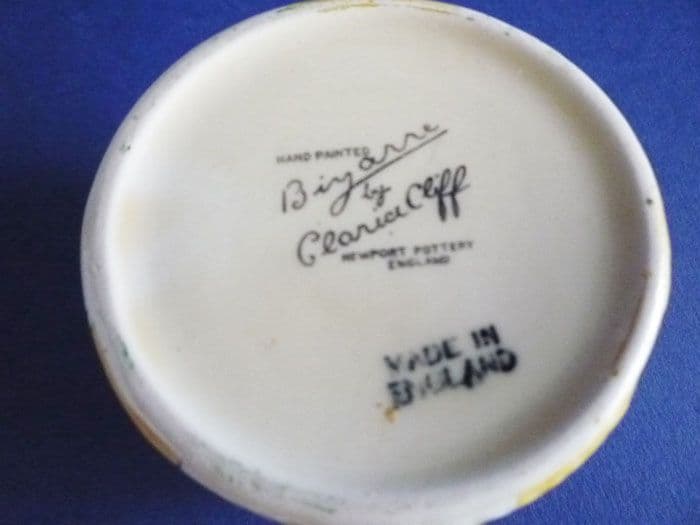 HAND PAINTED
Bizarre
by
Clarice Cliff
NEWPORT POTTERY
ENGLAND
MADE IN
ENGLAND